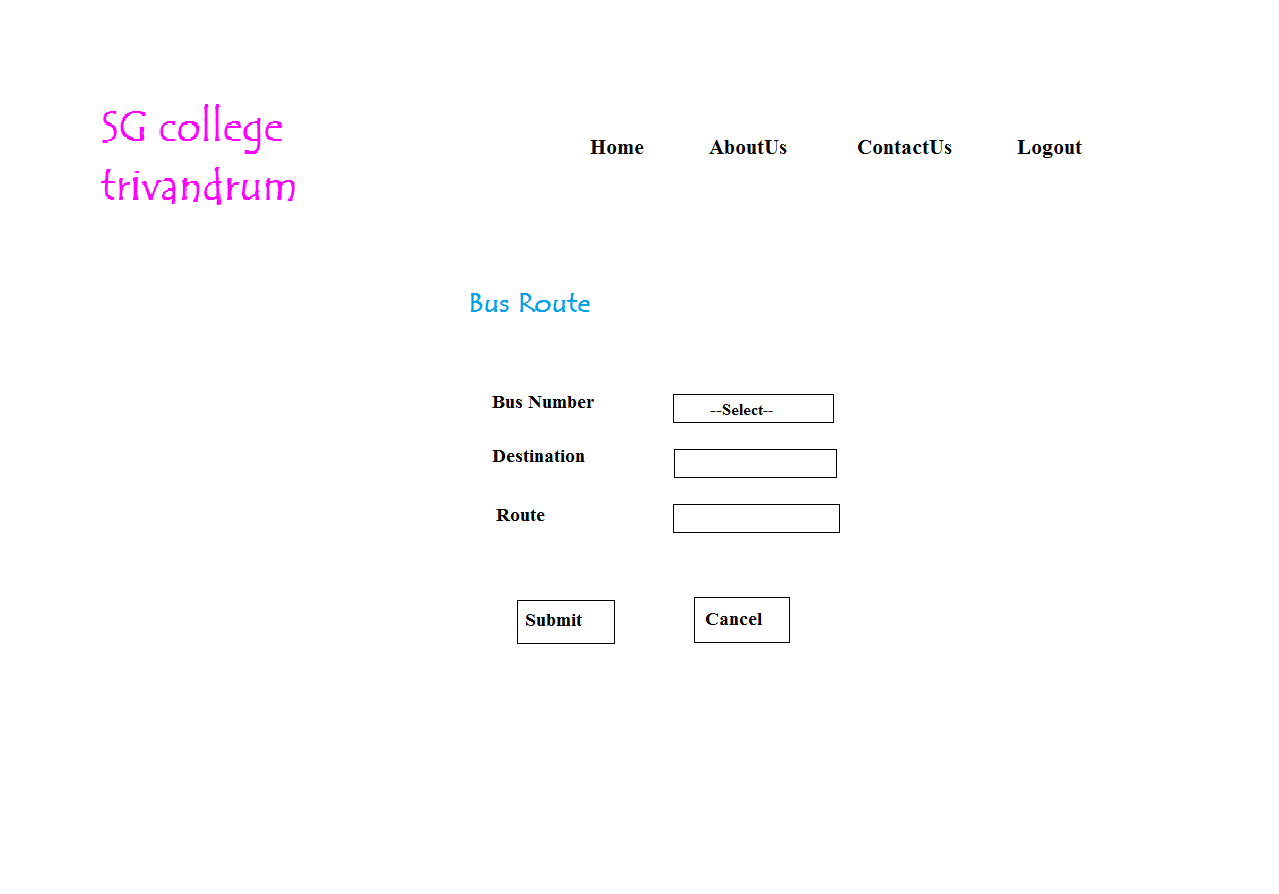 SG college
trivandrum
Home AboutUs ContactUs Logout
Bus Route
Bus Number --Select--
Destination
Route
Submit Cancel